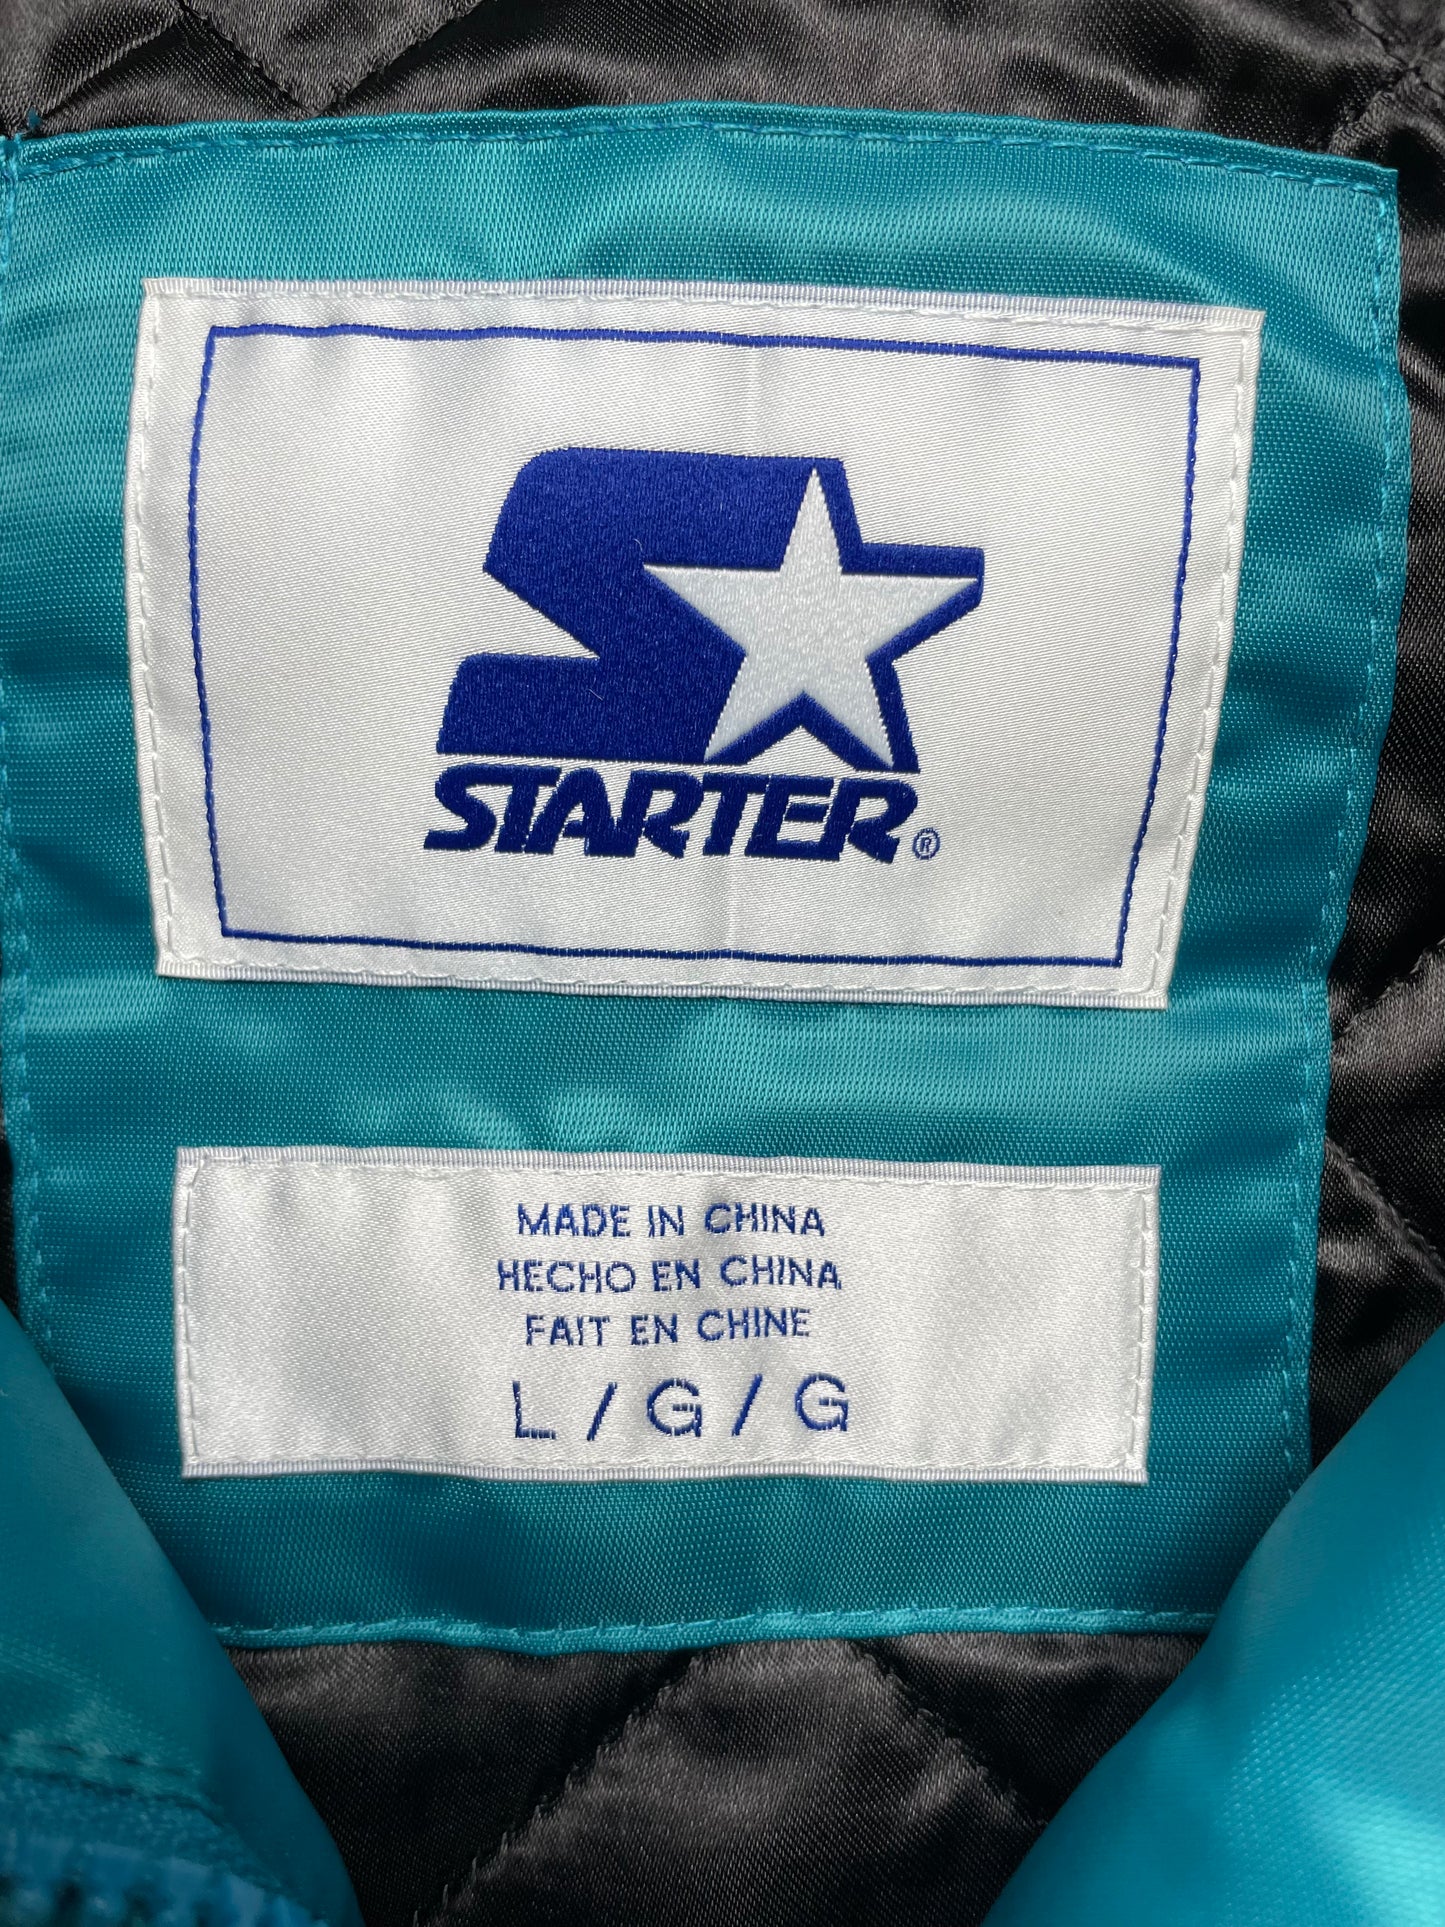 STARTER®
MADE IN CHINA
HECHO EN CHINA
FAIT EN CHINE
L / G / G